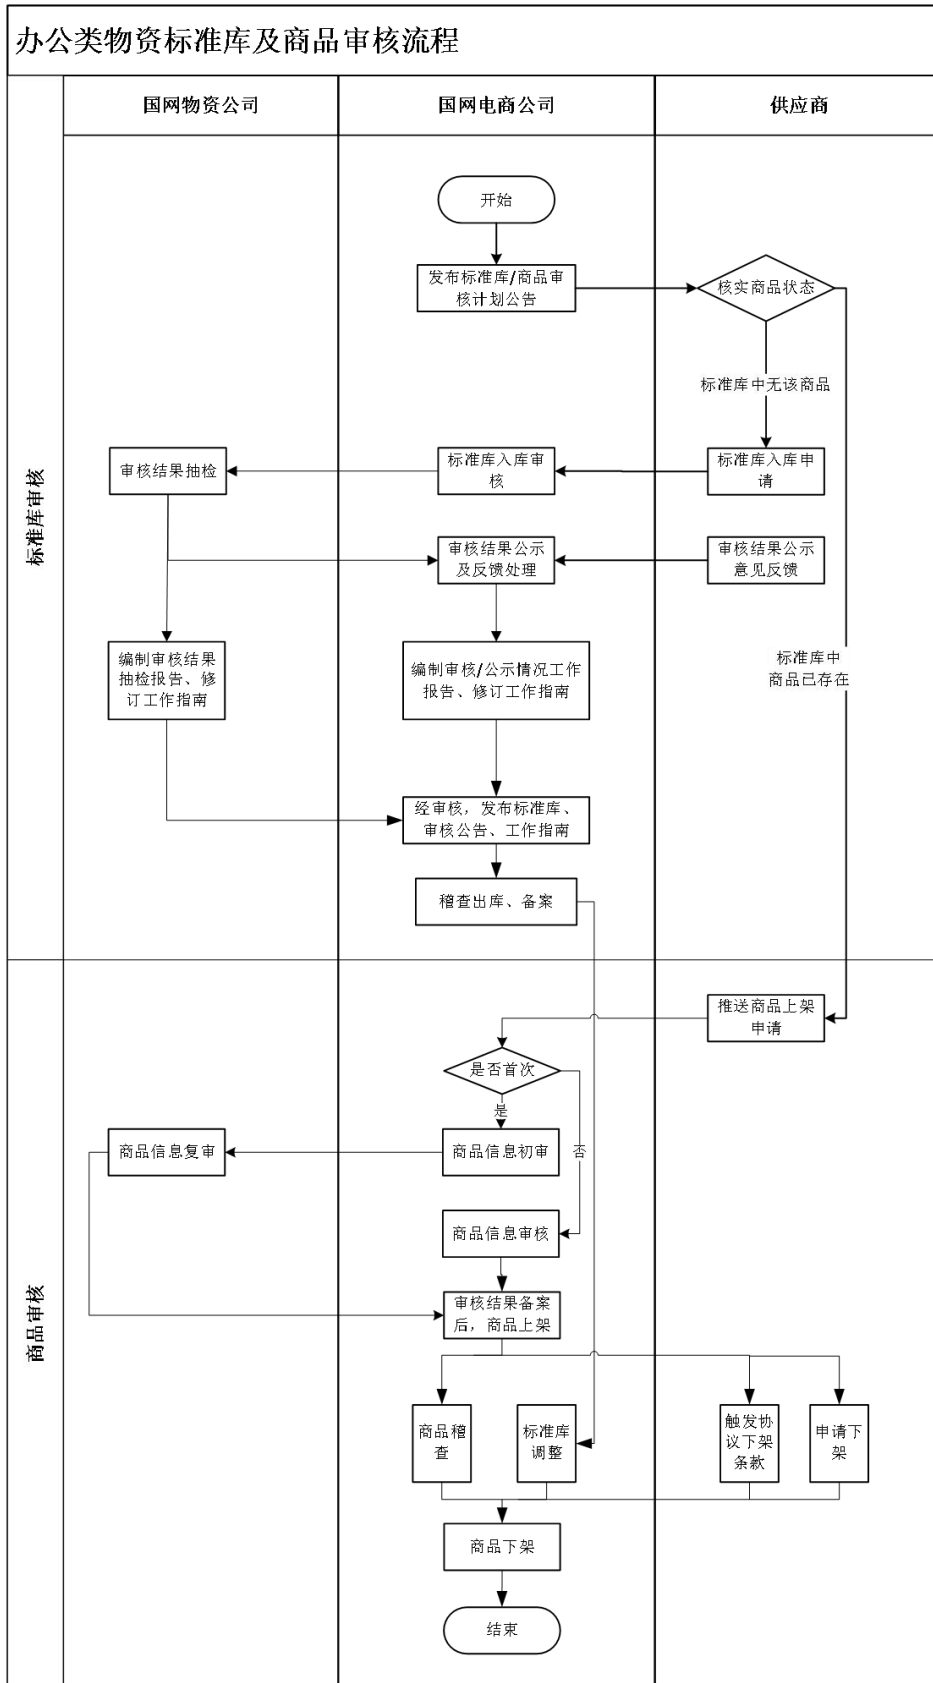 办公类物资标准库及商品审核流程
国网物资公司
国网电商公司
供应商
标准库审核
开始
发布标准库/商品审
核计划公告
核实商品状态
标准库中无该商品
审核结果抽检
标准库入库审
核
标准库入库申
请
审核结果公示
及反馈处理
审核结果公示
意见反馈
编制审核结果
抽检报告、修
订工作指南
编制审核/公示情况工作
报告、修订工作指南
标准库中
商品已存在
经审核，发布标准库、
审核公告、工作指南
稽查出库、备案
商品审核
推送商品上架
申请
是否首次
是
否
商品信息复审
商品信息初审
商品信息审核
审核结果备案
后，商品上架
商品稽
查
标准库
调整
触发协
议下架
条款
申请下
架
商品下架
结束